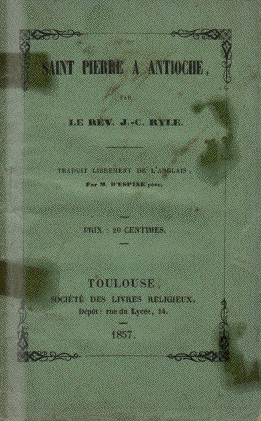 SAINT PIERRE A ANTIOCHE,
PAR
LE RÉV. J.-C. RYLE.
TRADUIT LIBREMENT DE L'ANGLAIS,
Par M. D'ESPINE père.
PRIX : 20 CENTIMES.
TOULOUSE,
SOCIÉTÉ DES LIVRES RELIGIEUX.
Dépôt : rue du Lycée, 14.
1857.